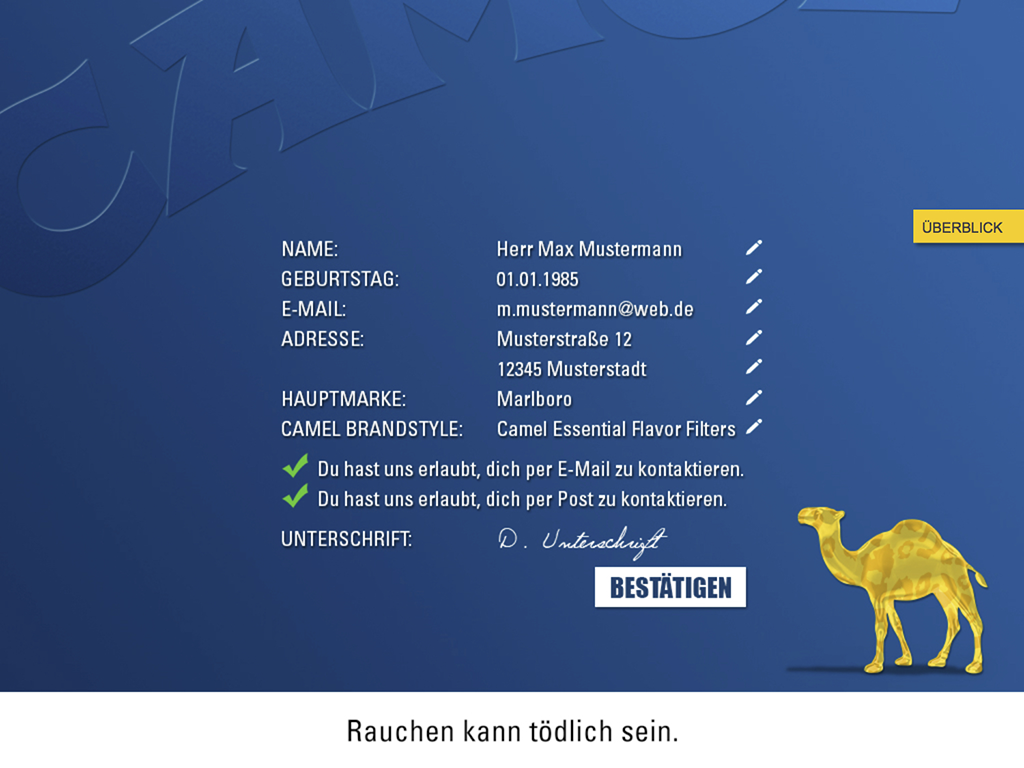 CAMEL
ÜBERBLICK
NAME: Herr Max Mustermann
GEBURTSTAG: 01.01.1985
E-MAIL: m.mustermann@web.de
ADRESSE: Musterstraße 12
12345 Musterstadt
HAUPTMARKE: Marlboro
CAMEL BRANDSTYLE: Camel Essential Flavor Filters
Du hast uns erlaubt, dich per E-Mail zu kontaktieren.
Du hast uns erlaubt, dich per Post zu kontaktieren.
UNTERSCHRIFT: D. Unterschrift
BESTÄTIGEN
Rauchen kann tödlich sein.